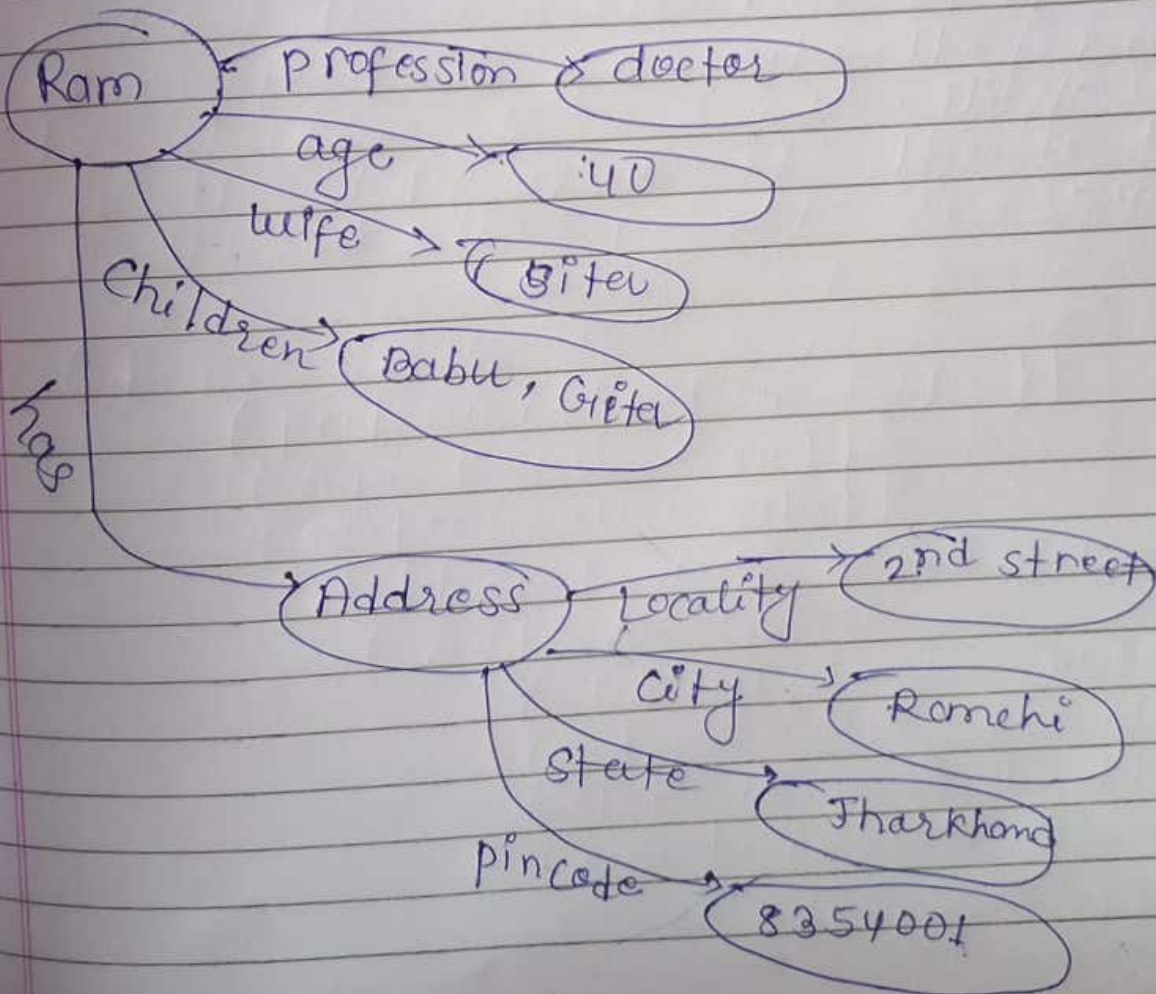 Ram profession doctor
age 40
wife Sita
Children Babu, Gita
has
Address Locality 2nd street
City Ranchi
State Jharkhand
Pincode 8354001